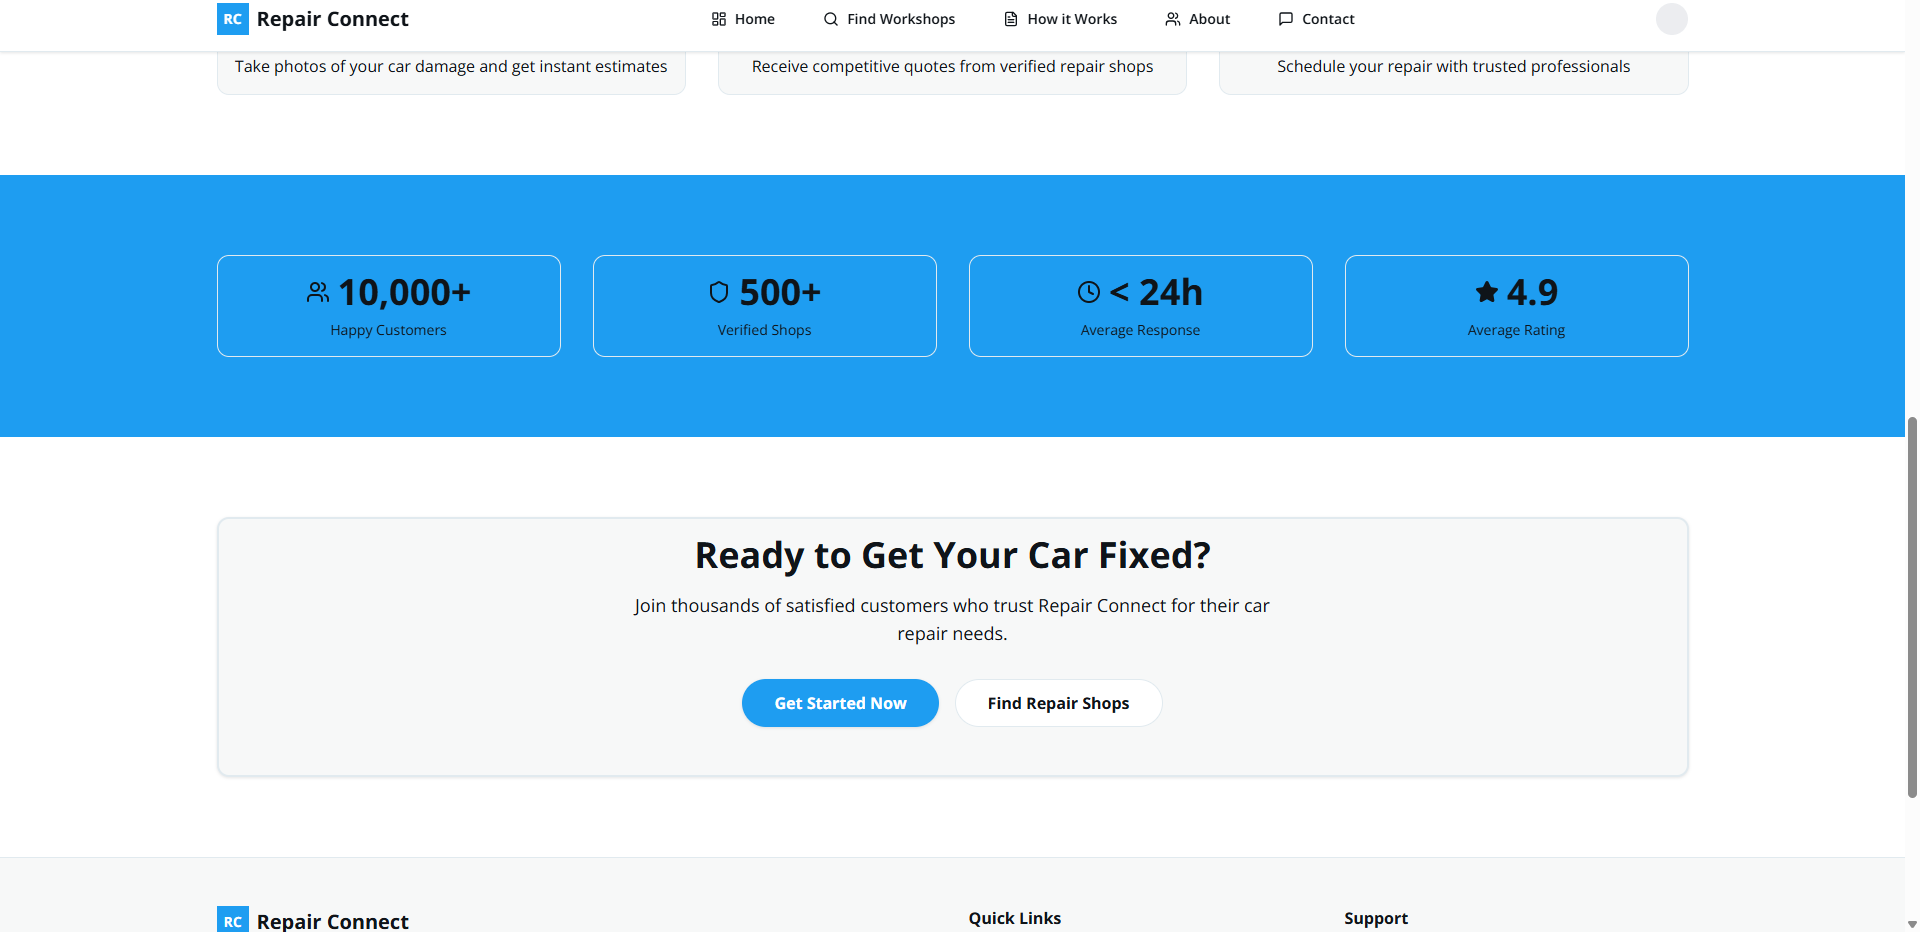 RC Repair Connect
Home
Find Workshops
How it Works
About
Contact
Take photos of your car damage and get instant estimates
Receive competitive quotes from verified repair shops
Schedule your repair with trusted professionals
10,000+
Happy Customers
500+
Verified Shops
< 24h
Average Response
4.9
Average Rating
Ready to Get Your Car Fixed?
Join thousands of satisfied customers who trust Repair Connect for their car
repair needs.
Get Started Now
Find Repair Shops
RC Repair Connect
Quick Links
Support